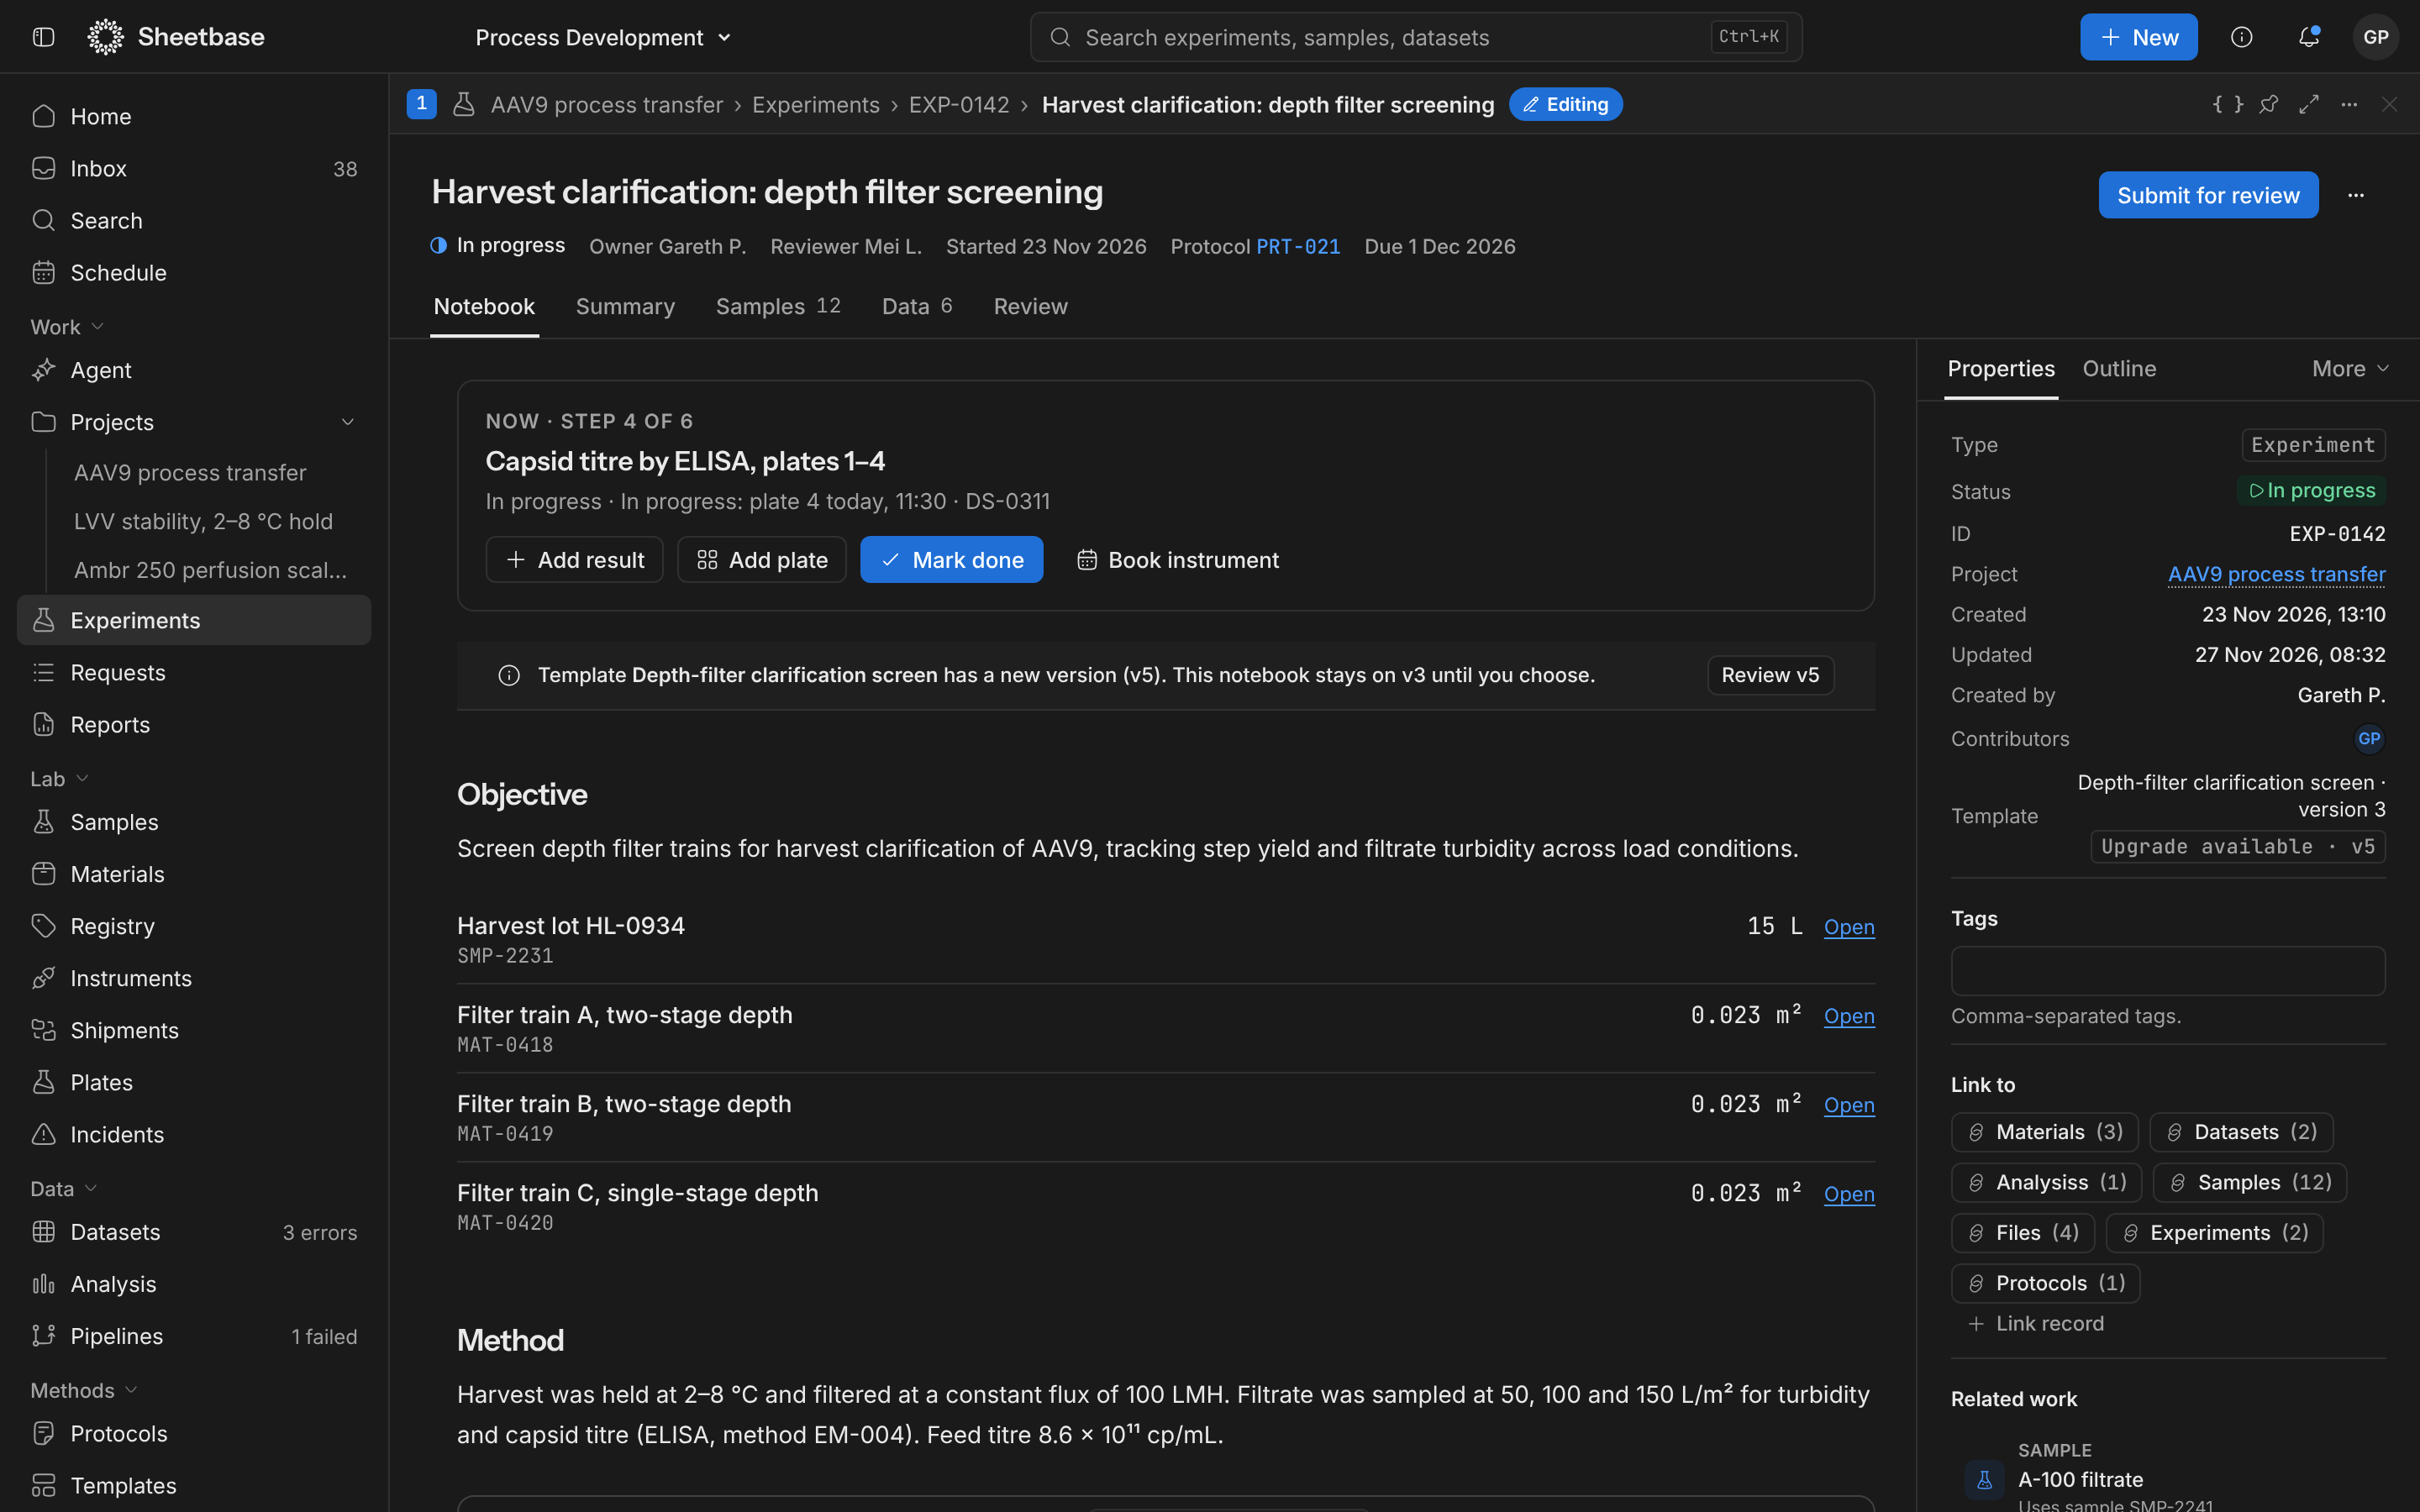 Sheetbase
Process Development
Search experiments, samples, datasets
Ctrl+K
New
GP
Home
Inbox 38
Search
Schedule
Work
Agent
Projects
AAV9 process transfer
LVV stability, 2–8 °C hold
Ambr 250 perfusion scal...
Experiments
Requests
Reports
Lab
Samples
Materials
Registry
Instruments
Shipments
Plates
Incidents
Data
Datasets 3 errors
Analysis
Pipelines 1 failed
Methods
Protocols
Templates
1 AAV9 process transfer › Experiments › EXP-0142 › Harvest clarification: depth filter screening Editing
Harvest clarification: depth filter screening
Submit for review
In progress Owner Gareth P. Reviewer Mei L. Started 23 Nov 2026 Protocol PRT-021 Due 1 Dec 2026
Notebook Summary Samples 12 Data 6 Review
NOW · STEP 4 OF 6
Capsid titre by ELISA, plates 1–4
In progress · In progress: plate 4 today, 11:30 · DS-0311
Add result Add plate Mark done Book instrument
Template Depth-filter clarification screen has a new version (v5). This notebook stays on v3 until you choose. Review v5
Objective
Screen depth filter trains for harvest clarification of AAV9, tracking step yield and filtrate turbidity across load conditions.
Harvest lot HL-0934 15 L Open
SMP-2231
Filter train A, two-stage depth 0.023 m² Open
MAT-0418
Filter train B, two-stage depth 0.023 m² Open
MAT-0419
Filter train C, single-stage depth 0.023 m² Open
MAT-0420
Method
Harvest was held at 2–8 °C and filtered at a constant flux of 100 LMH. Filtrate was sampled at 50, 100 and 150 L/m² for turbidity
and capsid titre (ELISA, method EM-004). Feed titre 8.6 × 10¹¹ cp/mL.
Properties Outline More
Type Experiment
Status In progress
ID EXP-0142
Project AAV9 process transfer
Created 23 Nov 2026, 13:10
Updated 27 Nov 2026, 08:32
Created by Gareth P.
Contributors GP
Template Depth-filter clarification screen ·
version 3
Upgrade available · v5
Tags
Comma-separated tags.
Link to
Materials (3) Datasets (2)
Analysiss (1) Samples (12)
Files (4) Experiments (2)
Protocols (1)
Link record
Related work
SAMPLE
A-100 filtrate
Uses sample SMP-2241